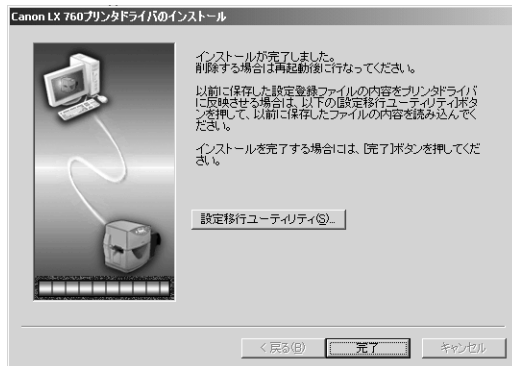 Canon LX 760プリンタドライバのインストール
インストールが完了しました。
削除する場合は再起動後に行なってください。
以前に保存した設定登録ファイルの内容をプリンタドライバ
に反映させる場合は、以下の[設定移行ユーティリティ]ボタ
ンを押して、以前に保存したファイルの内容を読み込んでく
ださい。
インストールを完了する場合には、[完了]ボタンを押してくだ
さい。
設定移行ユーティリティ(S)...
< 戻る(B)
完了
キャンセル